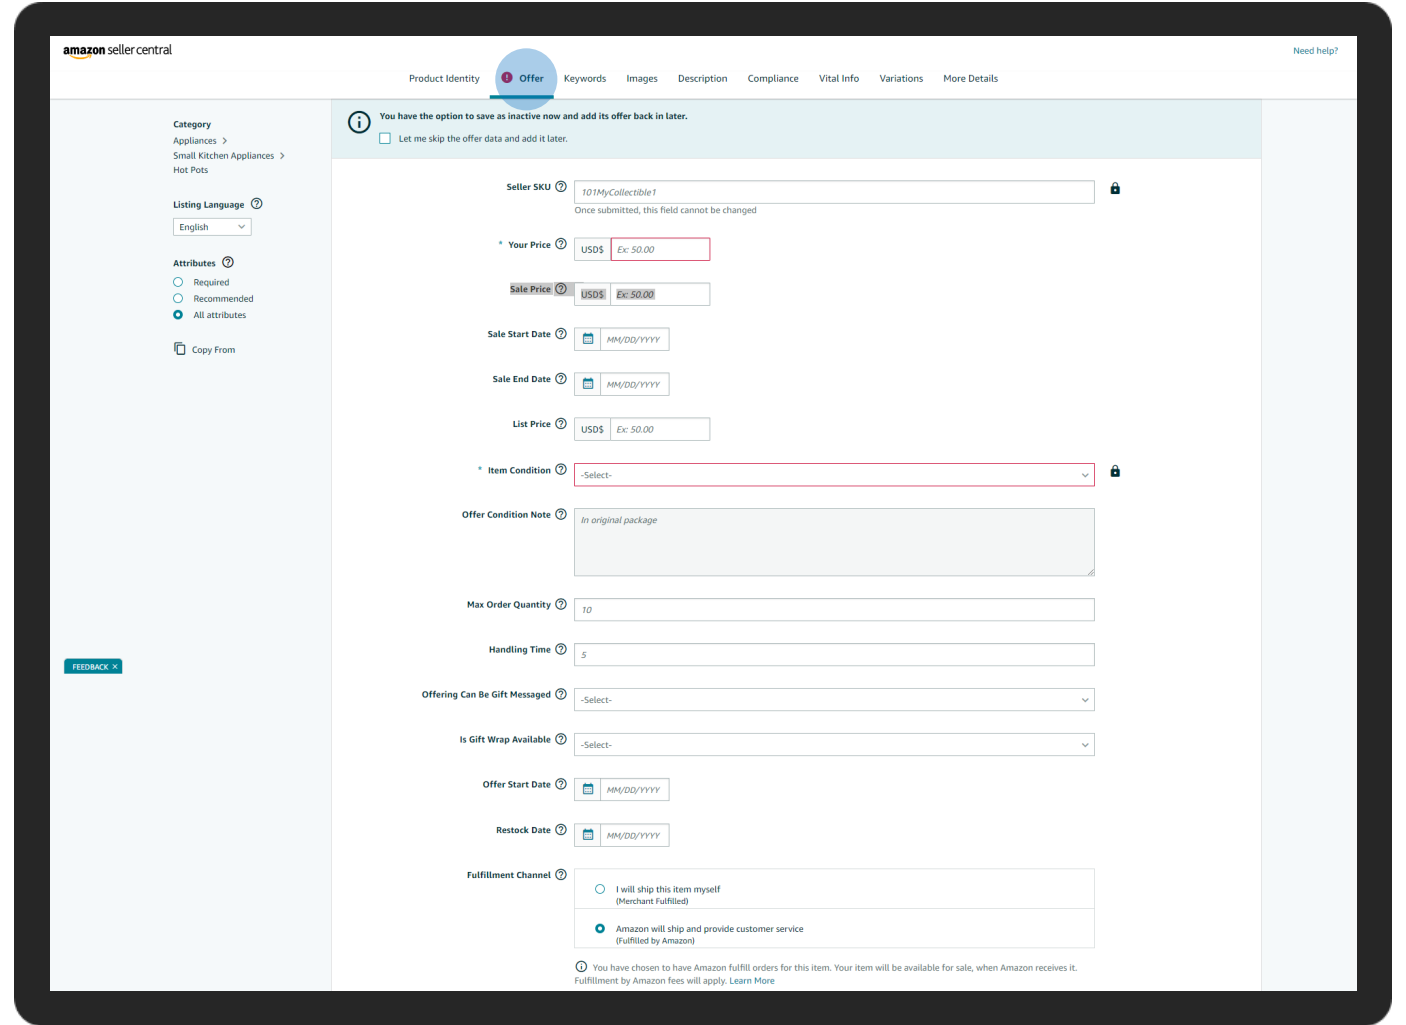 amazon seller central
Need help?
Product Identity
Offer
Keywords
Images
Description
Compliance
Vital Info
Variations
More Details
Category
Appliances
Small Kitchen Appliances
Hot Pots
Listing Language
English
Attributes
Required
Recommended
All attributes
Copy From
FEEDBACK ×
You have the option to save as inactive now and add its offer back in later.
Let me skip the offer data and add it later.
Seller SKU
101MyCollectible1
Once submitted, this field cannot be changed
* Your Price
USD$ Ex: 50.00
Sale Price
USD$ Ex: 50.00
Sale Start Date
MM/DD/YYYY
Sale End Date
MM/DD/YYYY
List Price
USD$ Ex: 50.00
* Item Condition
-Select-
Offer Condition Note
In original package
Max Order Quantity
10
Handling Time
5
Offering Can Be Gift Messaged
-Select-
Is Gift Wrap Available
-Select-
Offer Start Date
MM/DD/YYYY
Restock Date
MM/DD/YYYY
Fulfillment Channel
I will ship this item myself
(Merchant Fulfilled)
Amazon will ship and provide customer service
(Fulfilled by Amazon)
You have chosen to have Amazon fulfill orders for this item. Your item will be available for sale, when Amazon receives it.
Fulfillment by Amazon fees will apply. Learn More